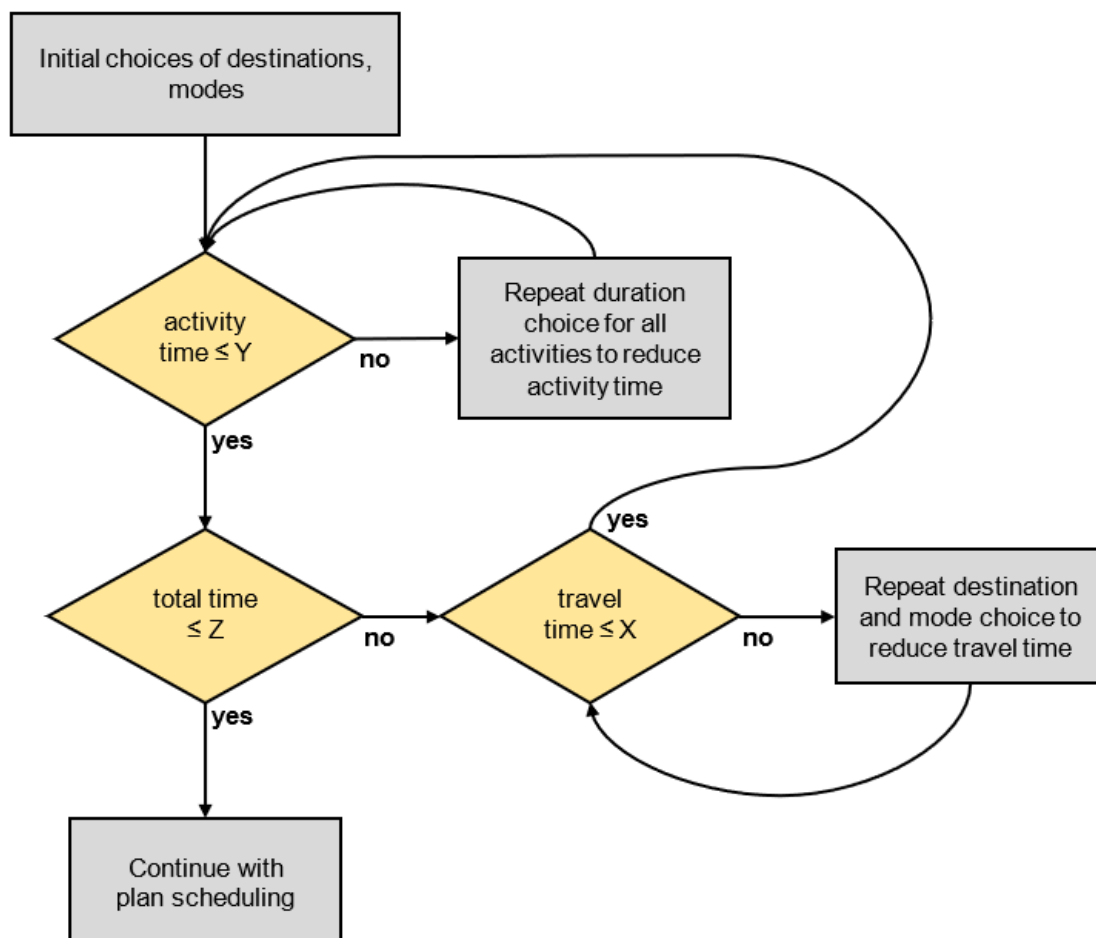 Initial choices of destinations,
modes
activity
time ≤ Y
no
Repeat duration
choice for all
activities to reduce
activity time
yes
total time
≤ Z
no
travel
time ≤ X
yes
no
Repeat destination
and mode choice to
reduce travel time
yes
Continue with
plan scheduling